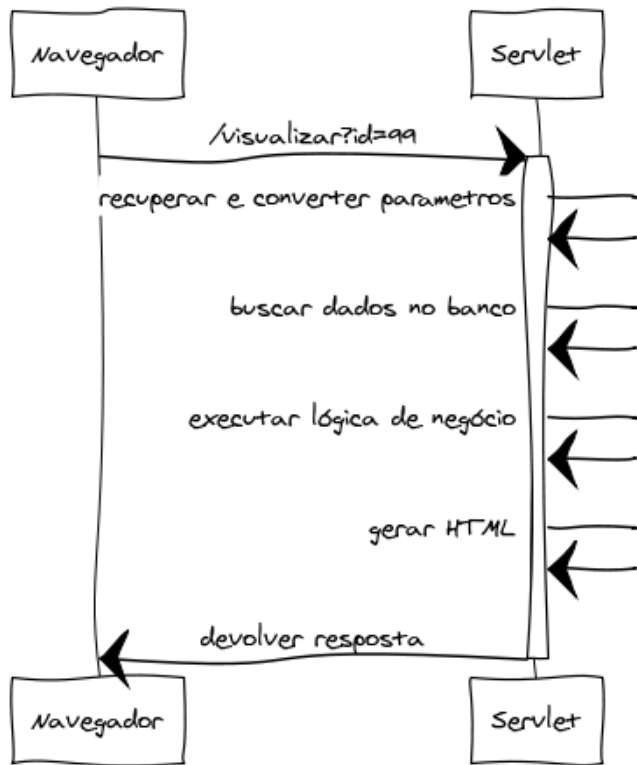 Navegador
Servlet
/visualizar?id=99
recuperar e converter parametros
buscar dados no banco
executar lógica de negócio
gerar HTML
devolver resposta
Navegador
Servlet